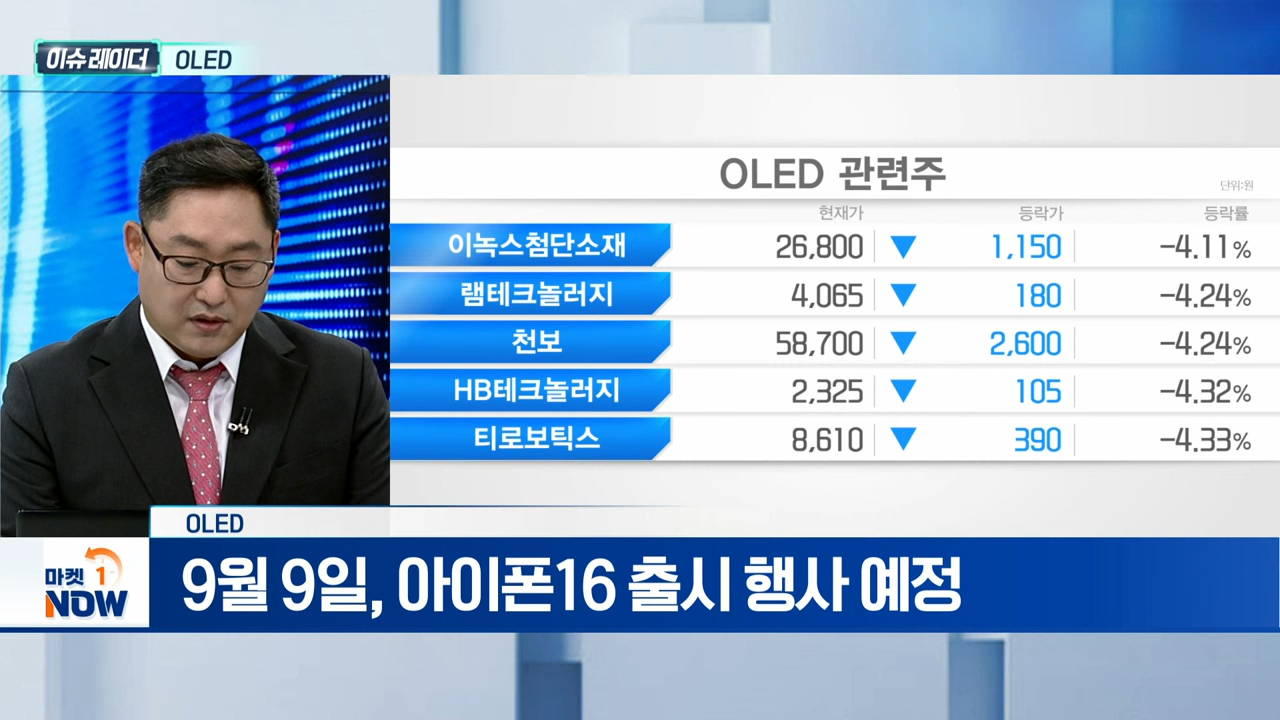 이슈 레이더 OLED
OLED 관련주
단위:원
현재가 등락가 등락률
이녹스첨단소재 26,800 ▼ 1,150 -4.11%
램테크놀러지 4,065 ▼ 180 -4.24%
천보 58,700 ▼ 2,600 -4.24%
HB테크놀러지 2,325 ▼ 105 -4.32%
티로보틱스 8,610 ▼ 390 -4.33%
OLED
마켓 1
NOW
9월 9일, 아이폰16 출시 행사 예정